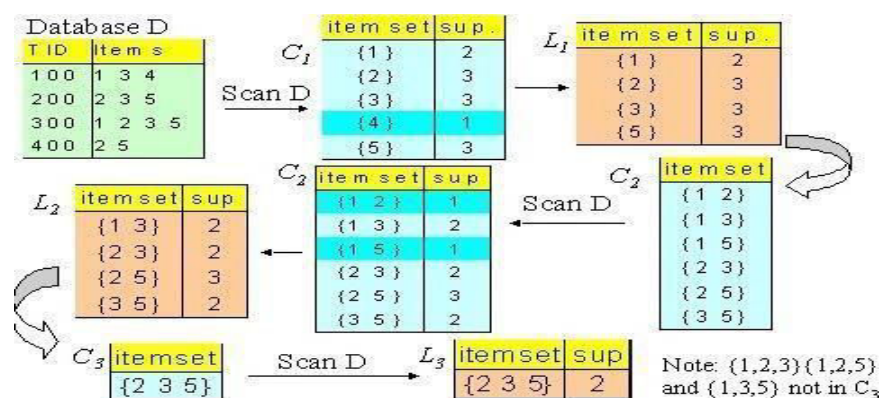 Database D
TID Items
100 1 3 4
200 2 3 5
300 1 2 3 5
400 2 5
Scan D
C1
itemset sup.
{1} 2
{2} 3
{3} 3
{4} 1
{5} 3
L1
itemset sup.
{1} 2
{2} 3
{3} 3
{5} 3
C2
itemset
{1 2}
{1 3}
{1 5}
{2 3}
{2 5}
{3 5}
Scan D
C2
itemset sup
{1 2} 1
{1 3} 2
{1 5} 1
{2 3} 2
{2 5} 3
{3 5} 2
L2
itemset sup
{1 3} 2
{2 3} 2
{2 5} 3
{3 5} 2
C3
itemset
{2 3 5}
Scan D
L3
itemset sup
{2 3 5} 2
Note: {1,2,3}{1,2,5}
and {1,3,5} not in C3